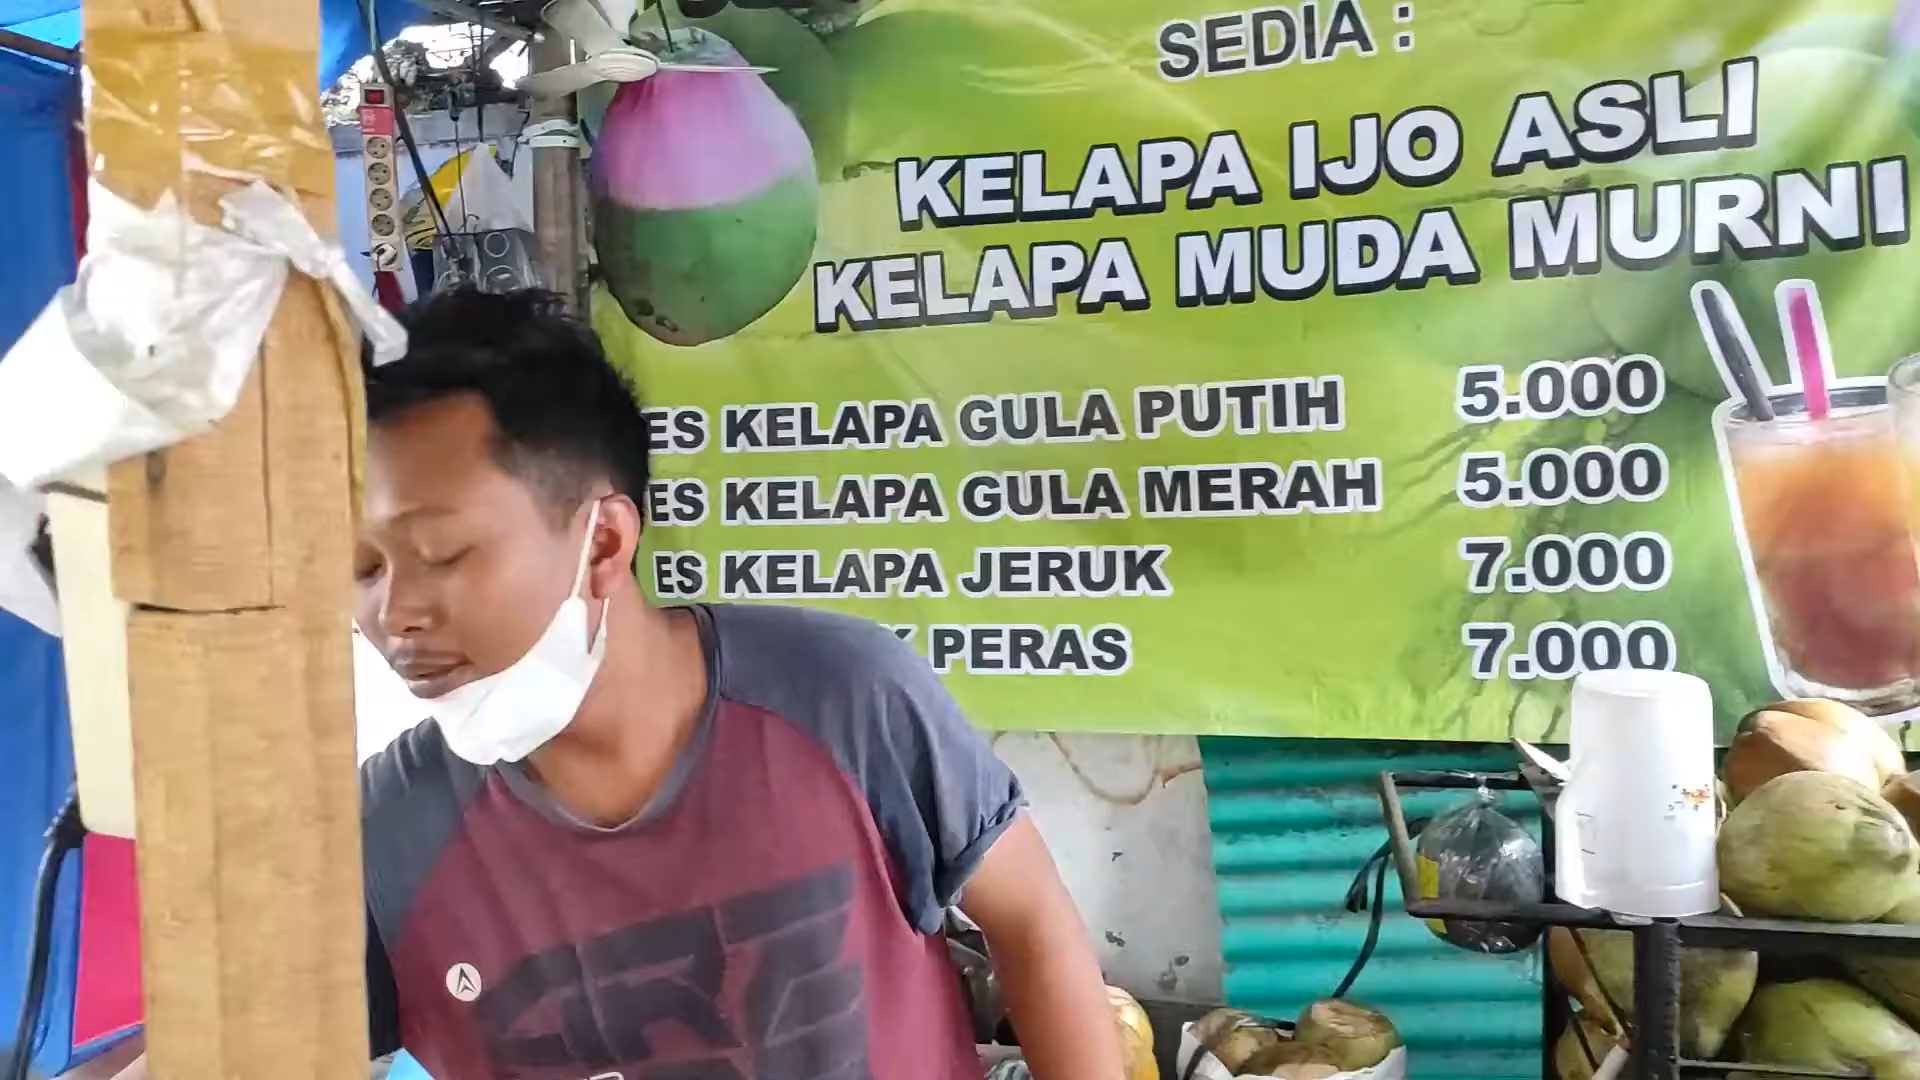 SEDIA :
KELAPA IJO ASLI
KELAPA MUDA MURNI
ES KELAPA GULA PUTIH 5.000
ES KELAPA GULA MERAH 5.000
ES KELAPA JERUK 7.000
PERAS 7.000